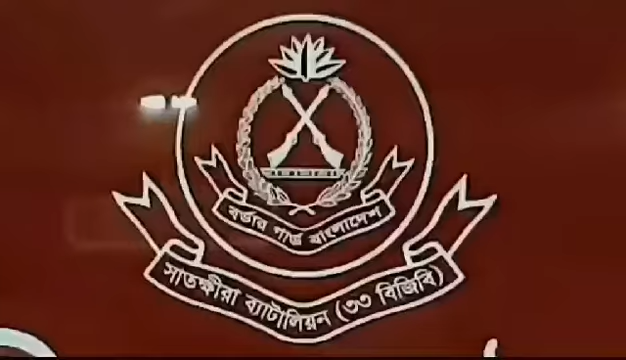 বর্ডার গার্ড বাংলাদেশ
সাতক্ষীরা ব্যাটালিয়ন (৩৩ বিজিবি)